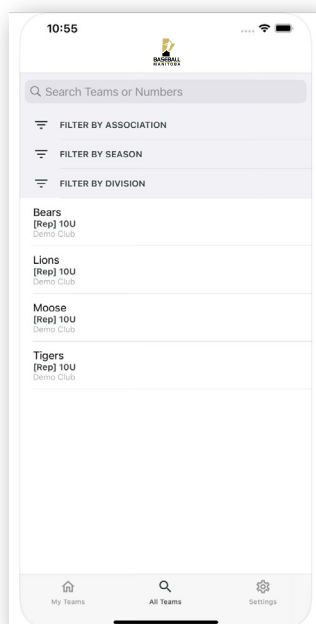 10:55
BASEBALL
MANITOBA
Search Teams or Numbers
FILTER BY ASSOCIATION
FILTER BY SEASON
FILTER BY DIVISION
Bears
[Rep] 10U
Demo Club
Lions
[Rep] 10U
Demo Club
Moose
[Rep] 10U
Demo Club
Tigers
[Rep] 10U
Demo Club
My Teams All Teams Settings